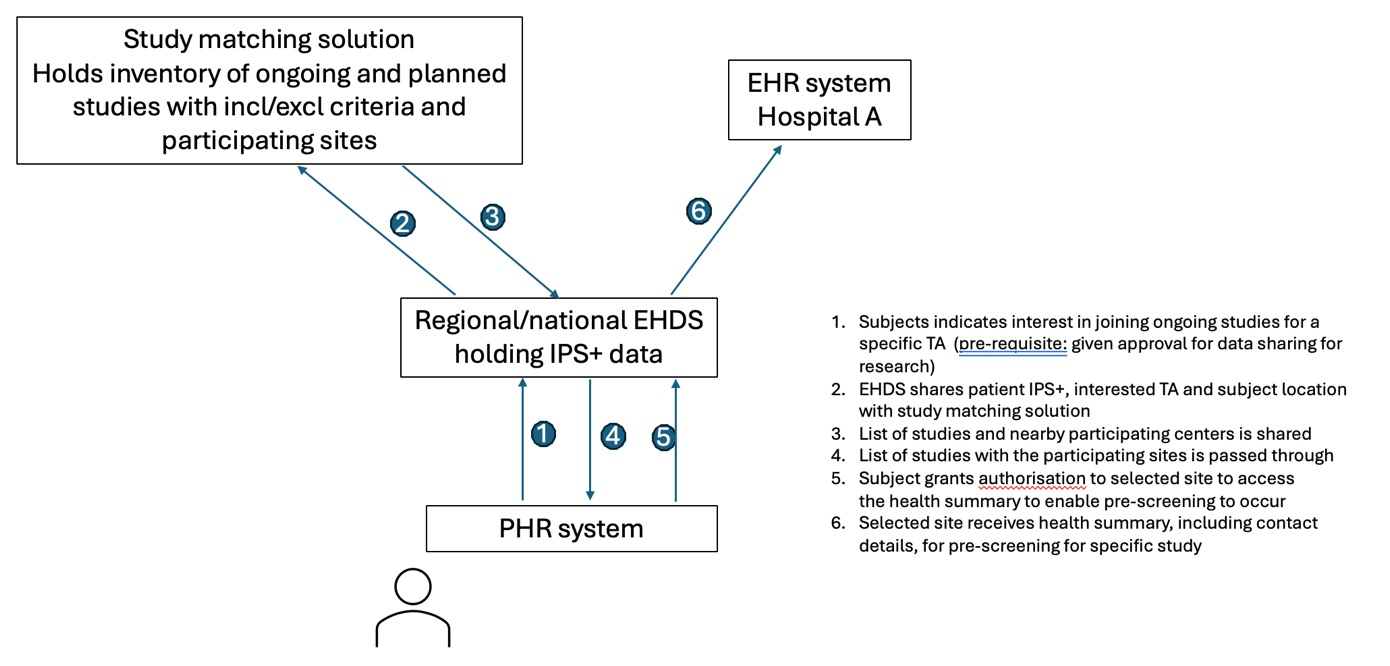 Study matching solution
Holds inventory of ongoing and planned
studies with incl/excl criteria and
participating sites
EHR system
Hospital A
2
3
6
Regional/national EHDS
holding IPS+ data
1
4
5
PHR system
1. Subjects indicates interest in joining ongoing studies for a
specific TA (pre-requisite: given approval for data sharing for
research)
2. EHDS shares patient IPS+, interested TA and subject location
with study matching solution
3. List of studies and nearby participating centers is shared
4. List of studies with the participating sites is passed through
5. Subject grants authorisation to selected site to access
the health summary to enable pre-screening to occur
6. Selected site receives health summary, including contact
details, for pre-screening for specific study